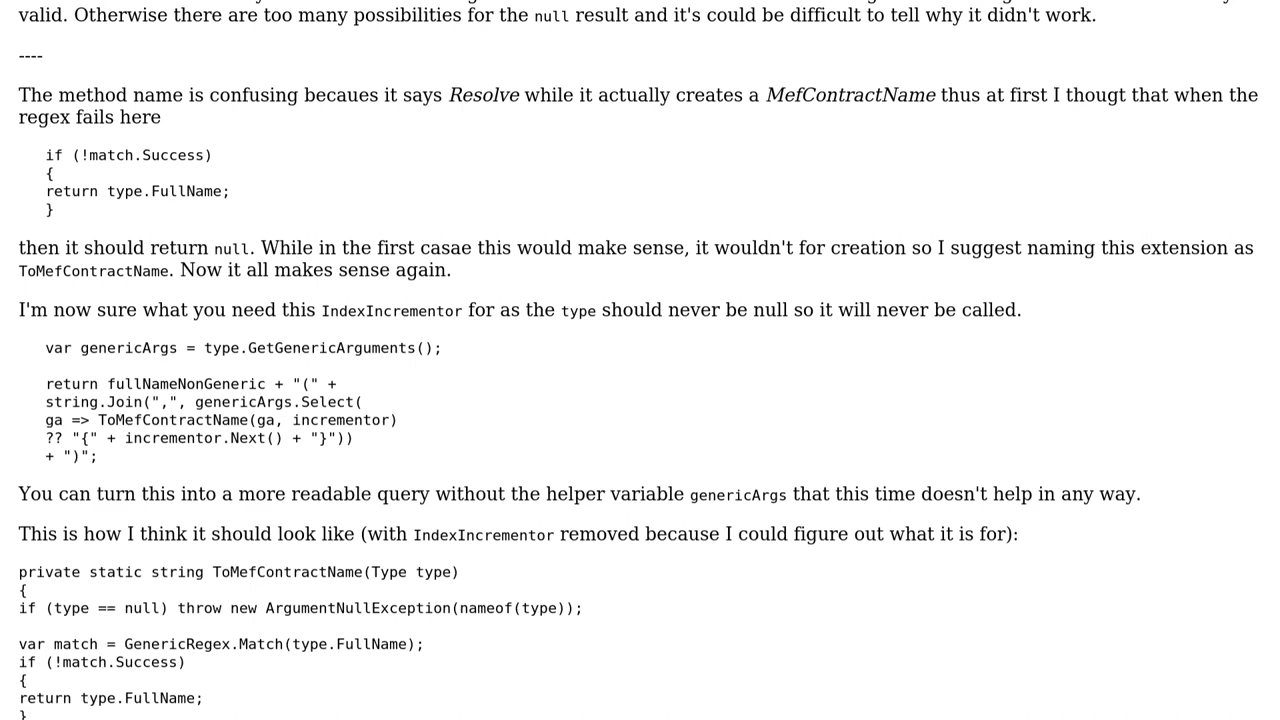 valid. Otherwise there are too many possibilities for the null result and it's could be difficult to tell why it didn't work.
----
The method name is confusing becaues it says Resolve while it actually creates a MefContractName thus at first I thougt that when the
regex fails here
if (!match.Success)
{
return type.FullName;
}
then it should return null. While in the first casae this would make sense, it wouldn't for creation so I suggest naming this extension as
ToMefContractName. Now it all makes sense again.
I'm now sure what you need this IndexIncrementor for as the type should never be null so it will never be called.
var genericArgs = type.GetGenericArguments();
return fullNameNonGeneric + "(" +
string.Join(",", genericArgs.Select(
ga => ToMefContractName(ga, incrementor)
?? "{" + incrementor.Next() + "}"))
+ ")";
You can turn this into a more readable query without the helper variable genericArgs that this time doesn't help in any way.
This is how I think it should look like (with IndexIncrementor removed because I could figure out what it is for):
private static string ToMefContractName(Type type)
{
if (type == null) throw new ArgumentNullException(nameof(type));
var match = GenericRegex.Match(type.FullName);
if (!match.Success)
{
return type.FullName;
}